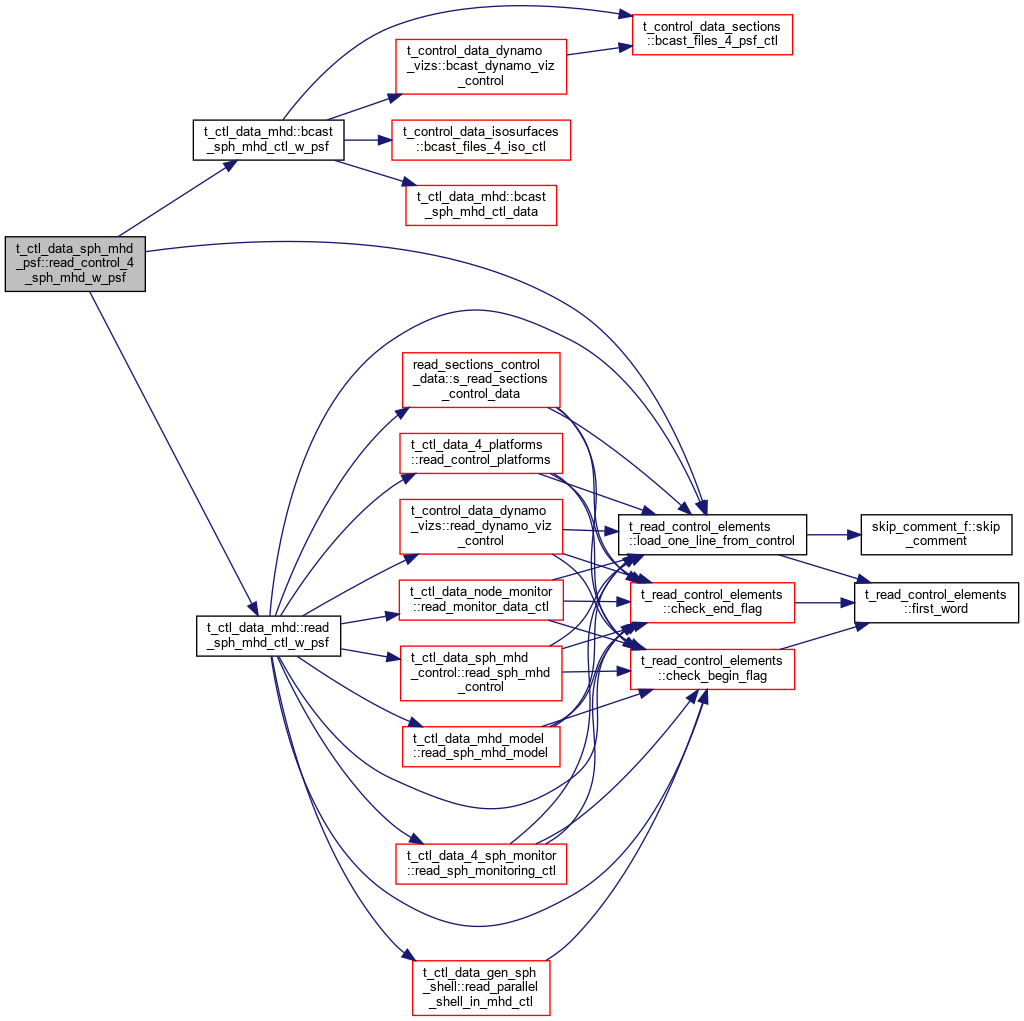 t_control_data_sections
::bcast_files_4_psf_ctl
t_control_data_dynamo
_vizs::bcast_dynamo_viz
_control
t_ctl_data_mhd::bcast
_sph_mhd_ctl_w_psf
t_control_data_isosurfaces
::bcast_files_4_iso_ctl
t_ctl_data_mhd::bcast
_sph_mhd_ctl_data
t_ctl_data_sph_mhd
_psf::read_control_4
_sph_mhd_w_psf
read_sections_control
_data::s_read_sections
_control_data
t_ctl_data_4_platforms
::read_control_platforms
t_control_data_dynamo
_vizs::read_dynamo_viz
_control
t_read_control_elements
::load_one_line_from_control
skip_comment_f::skip
_comment
t_ctl_data_node_monitor
::read_monitor_data_ctl
t_read_control_elements
::check_end_flag
t_read_control_elements
::first_word
t_ctl_data_mhd::read
_sph_mhd_ctl_w_psf
t_ctl_data_sph_mhd
_control::read_sph_mhd
_control
t_read_control_elements
::check_begin_flag
t_ctl_data_mhd_model
::read_sph_mhd_model
t_ctl_data_4_sph_monitor
::read_sph_monitoring_ctl
t_ctl_data_gen_sph
_shell::read_parallel
_shell_in_mhd_ctl